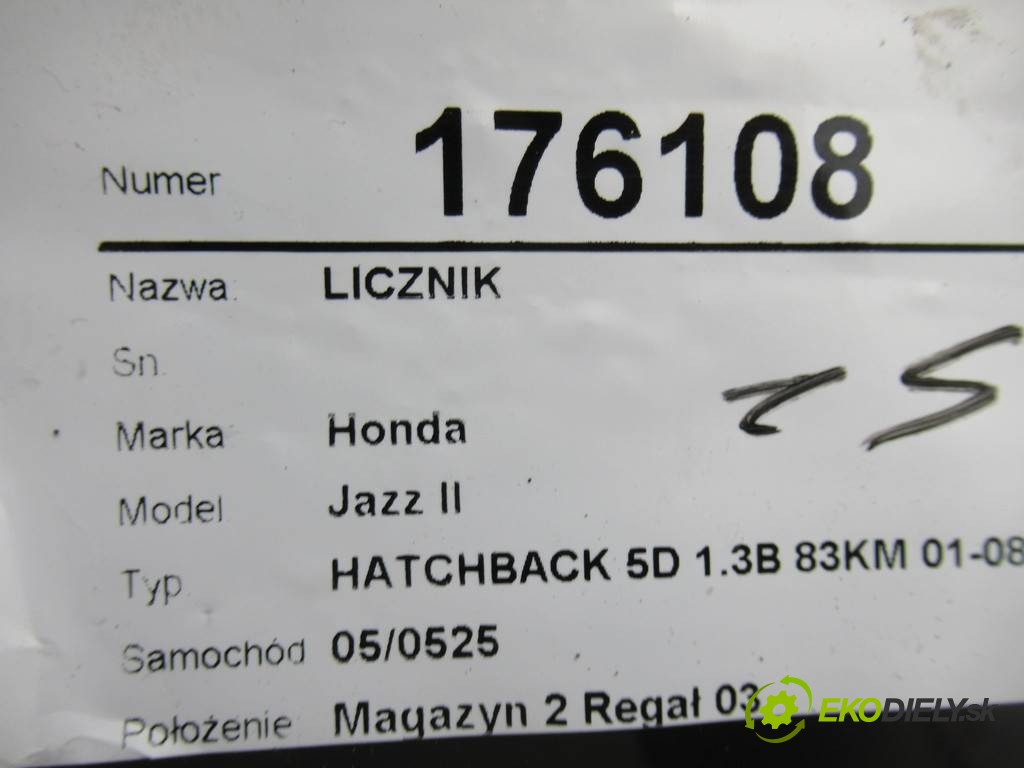 Numer 176108
Nazwa: LICZNIK
Sn.
Marka Honda
Model Jazz II
Typ HATCHBACK 5D 1.3B 83KM 01-08
Samochód 05/0525
Położenie Magazyn 2 Regał 03
EKODIELY.sk